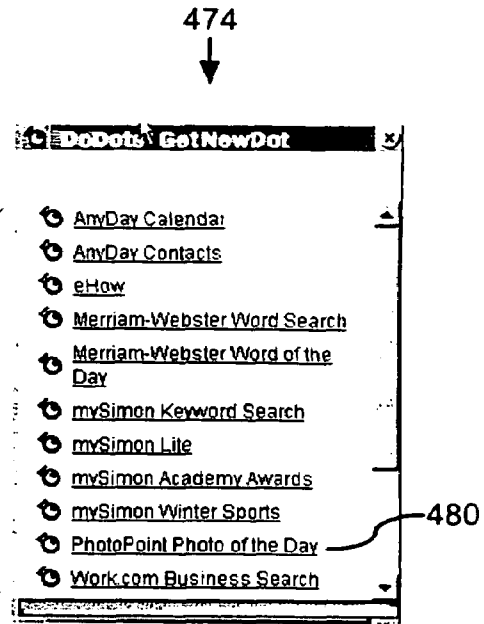 474
DoDots GetNewDot
AnyDay Calendar
AnyDay Contacts
eHow
Merriam-Webster Word Search
Merriam-Webster Word of the
Day
mySimon Keyword Search
mySimon Lite
mySimon Academy Awards
mySimon Winter Sports
PhotoPoint Photo of the Day
480
Work.com Business Search